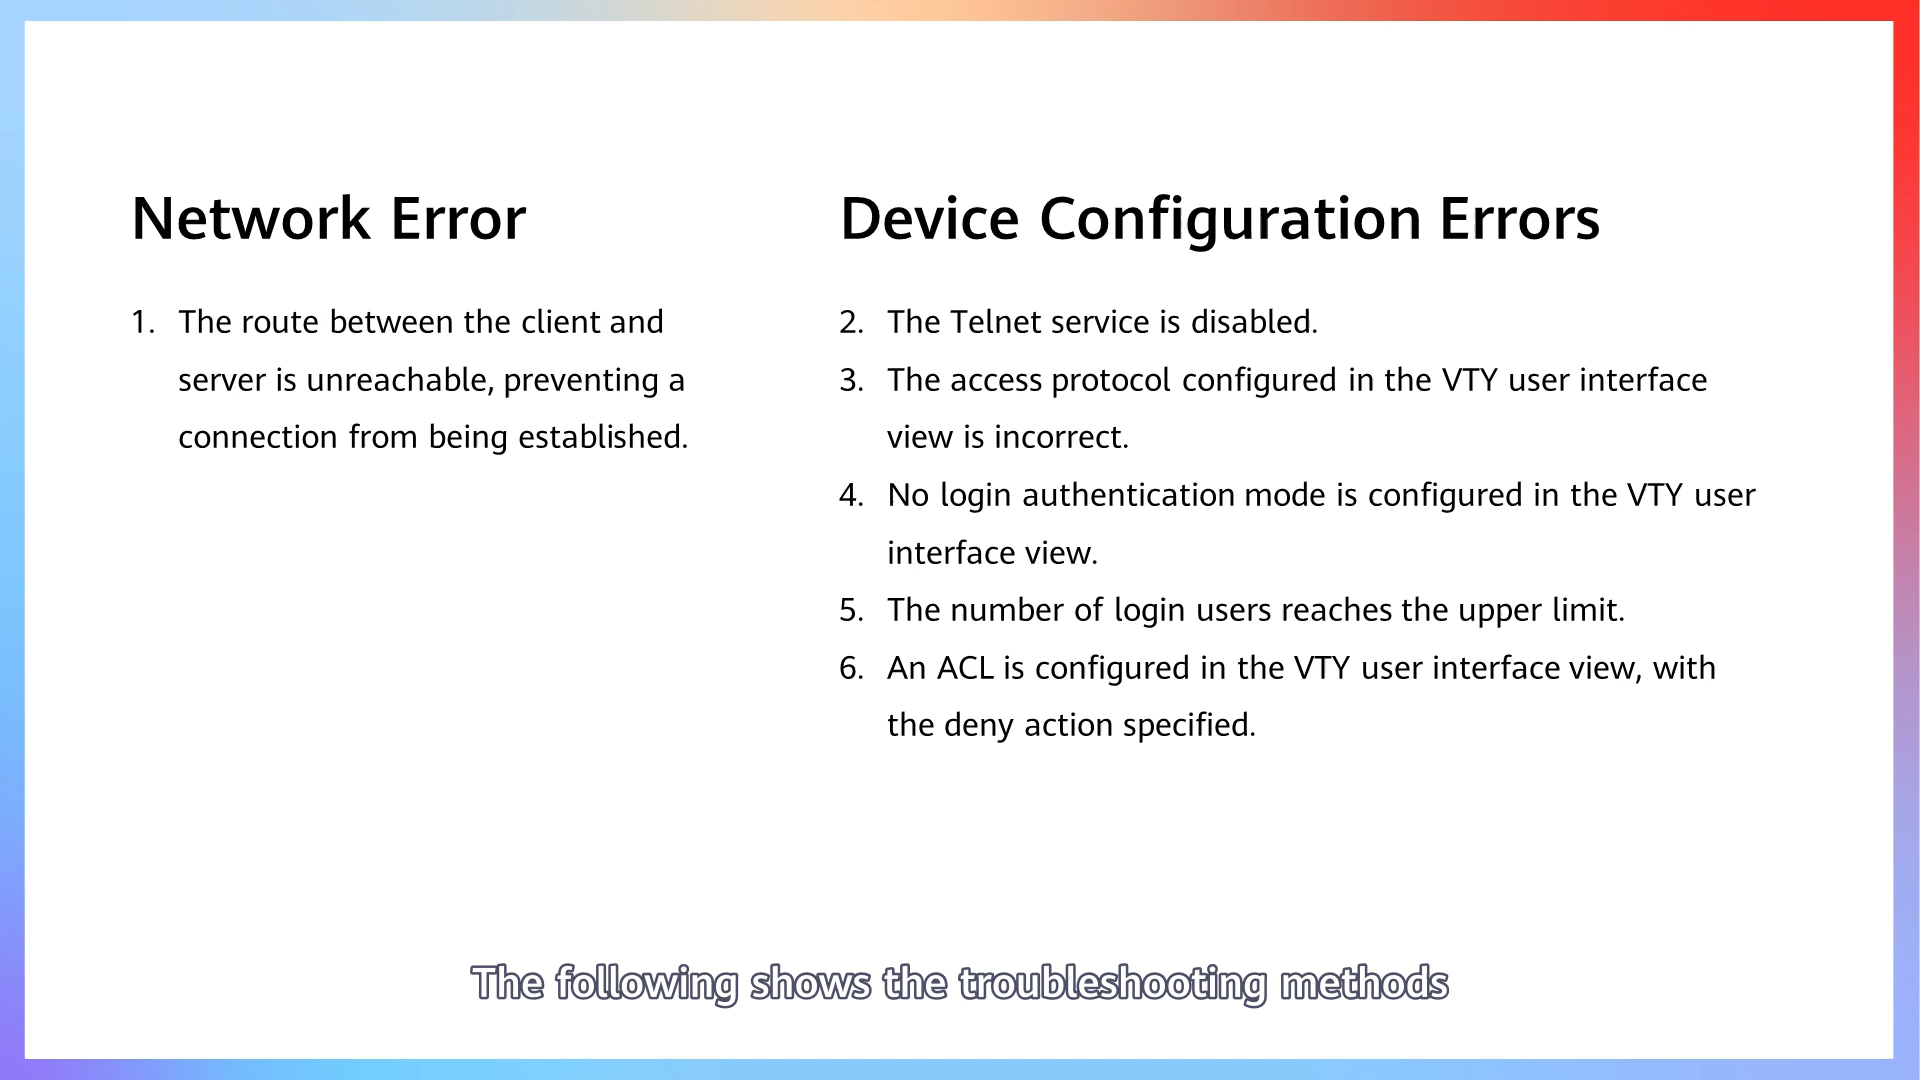 Network Error
1. The route between the client and
server is unreachable, preventing a
connection from being established.
Device Configuration Errors
2. The Telnet service is disabled.
3. The access protocol configured in the VTY user interface
view is incorrect.
4. No login authentication mode is configured in the VTY user
interface view.
5. The number of login users reaches the upper limit.
6. An ACL is configured in the VTY user interface view, with
the deny action specified.
The following shows the troubleshooting methods